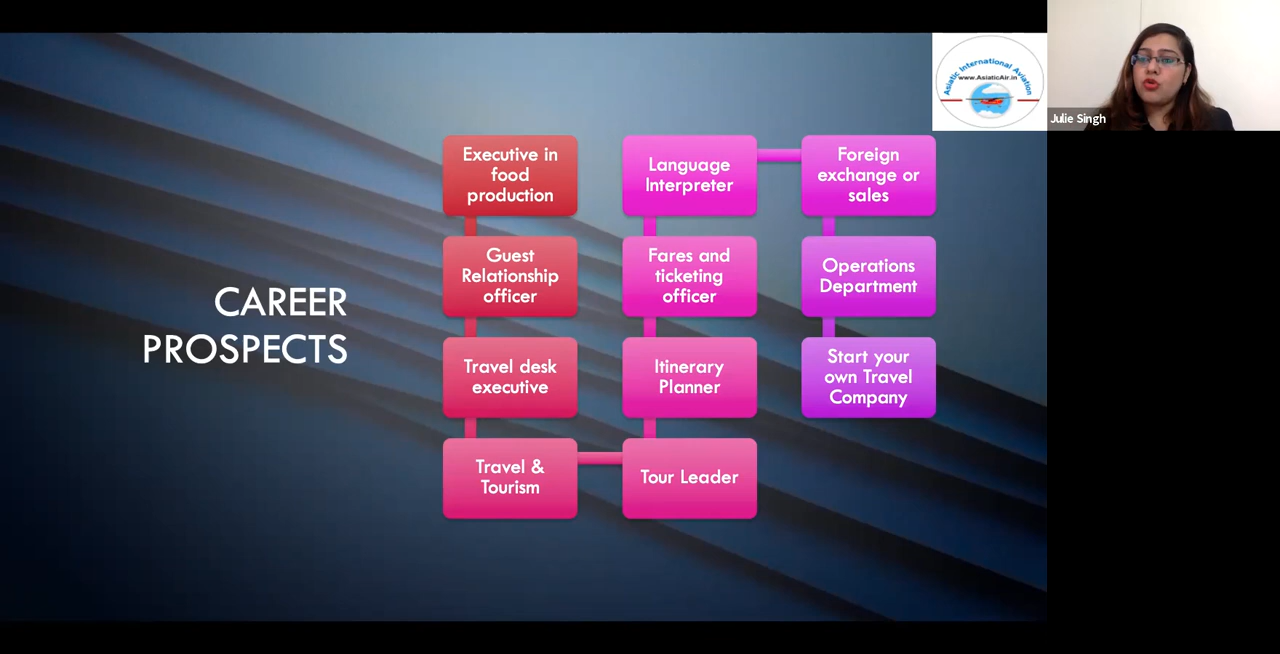 Asiatic International Aviation
www.AsiaticAir.in
Julie Singh
CAREER
PROSPECTS
Executive in
food
production
Guest
Relationship
officer
Travel desk
executive
Travel &
Tourism
Tour Leader
Itinerary
Planner
Fares and
ticketing
officer
Language
Interpreter
Foreign
exchange or
sales
Operations
Department
Start your
own Travel
Company